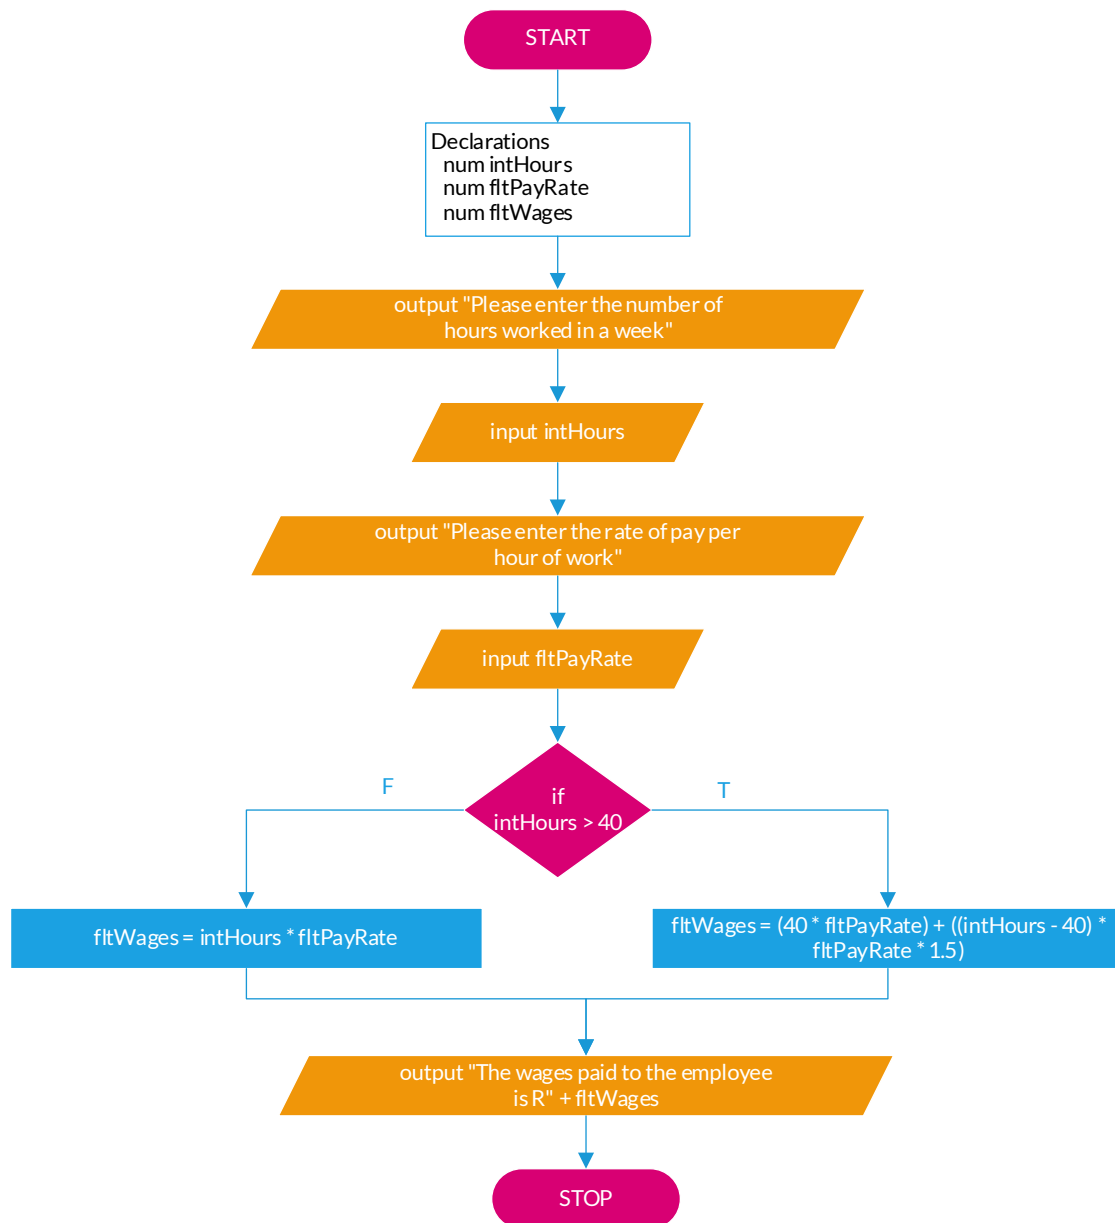 START
Declarations
num intHours
num fltPayRate
num fltWages
output "Please enter the number of
hours worked in a week"
input intHours
output "Please enter the rate of pay per
hour of work"
input fltPayRate
if
intHours > 40
F
T
fltWages = intHours * fltPayRate
fltWages = (40 * fltPayRate) + ((intHours - 40) *
fltPayRate * 1.5)
output "The wages paid to the employee
is R" + fltWages
STOP